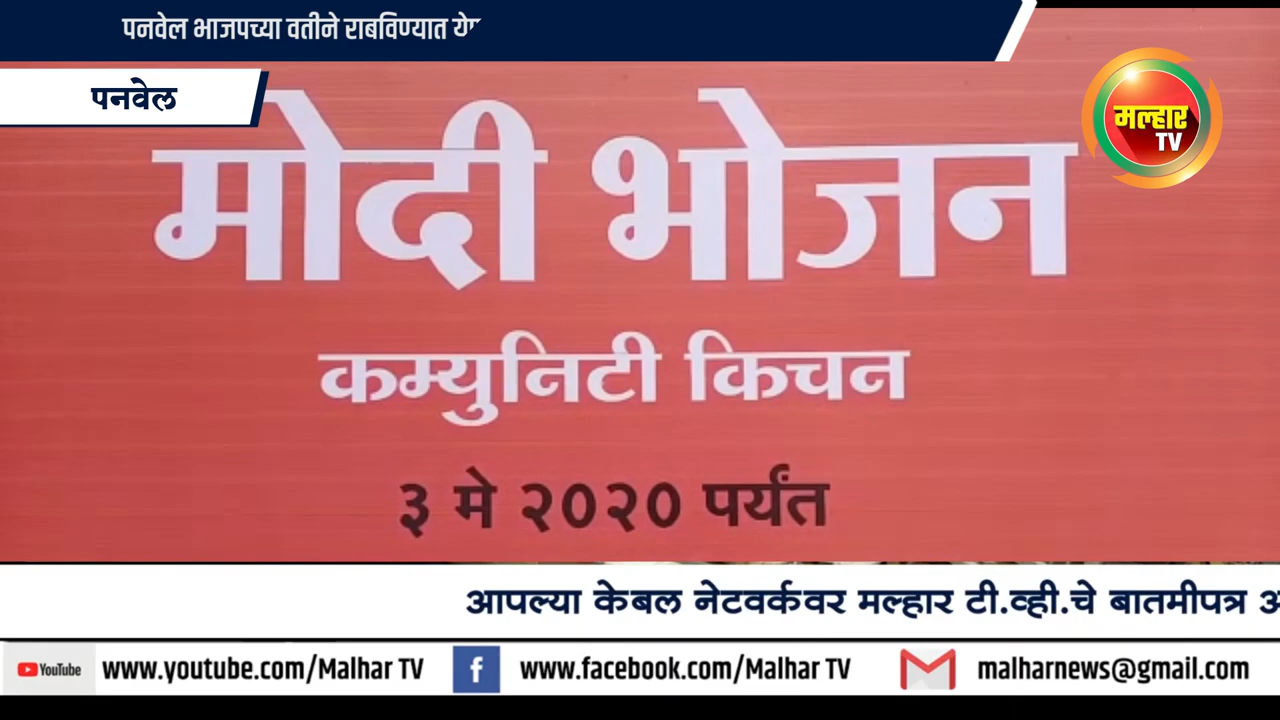 पनवेल भाजपच्या वतीने राबविण्यात
पनवेल
मल्हार
TV
मोदी भोजन
कम्युनिटी किचन
३ मे २०२० पर्यंत
आपल्या केबल नेटवर्कवर मल्हार टी.व्ही.चे बातमीपत्र
YouTube www.youtube.com/Malhar TV f www.facebook.com/Malhar TV malharnews@gmail.com